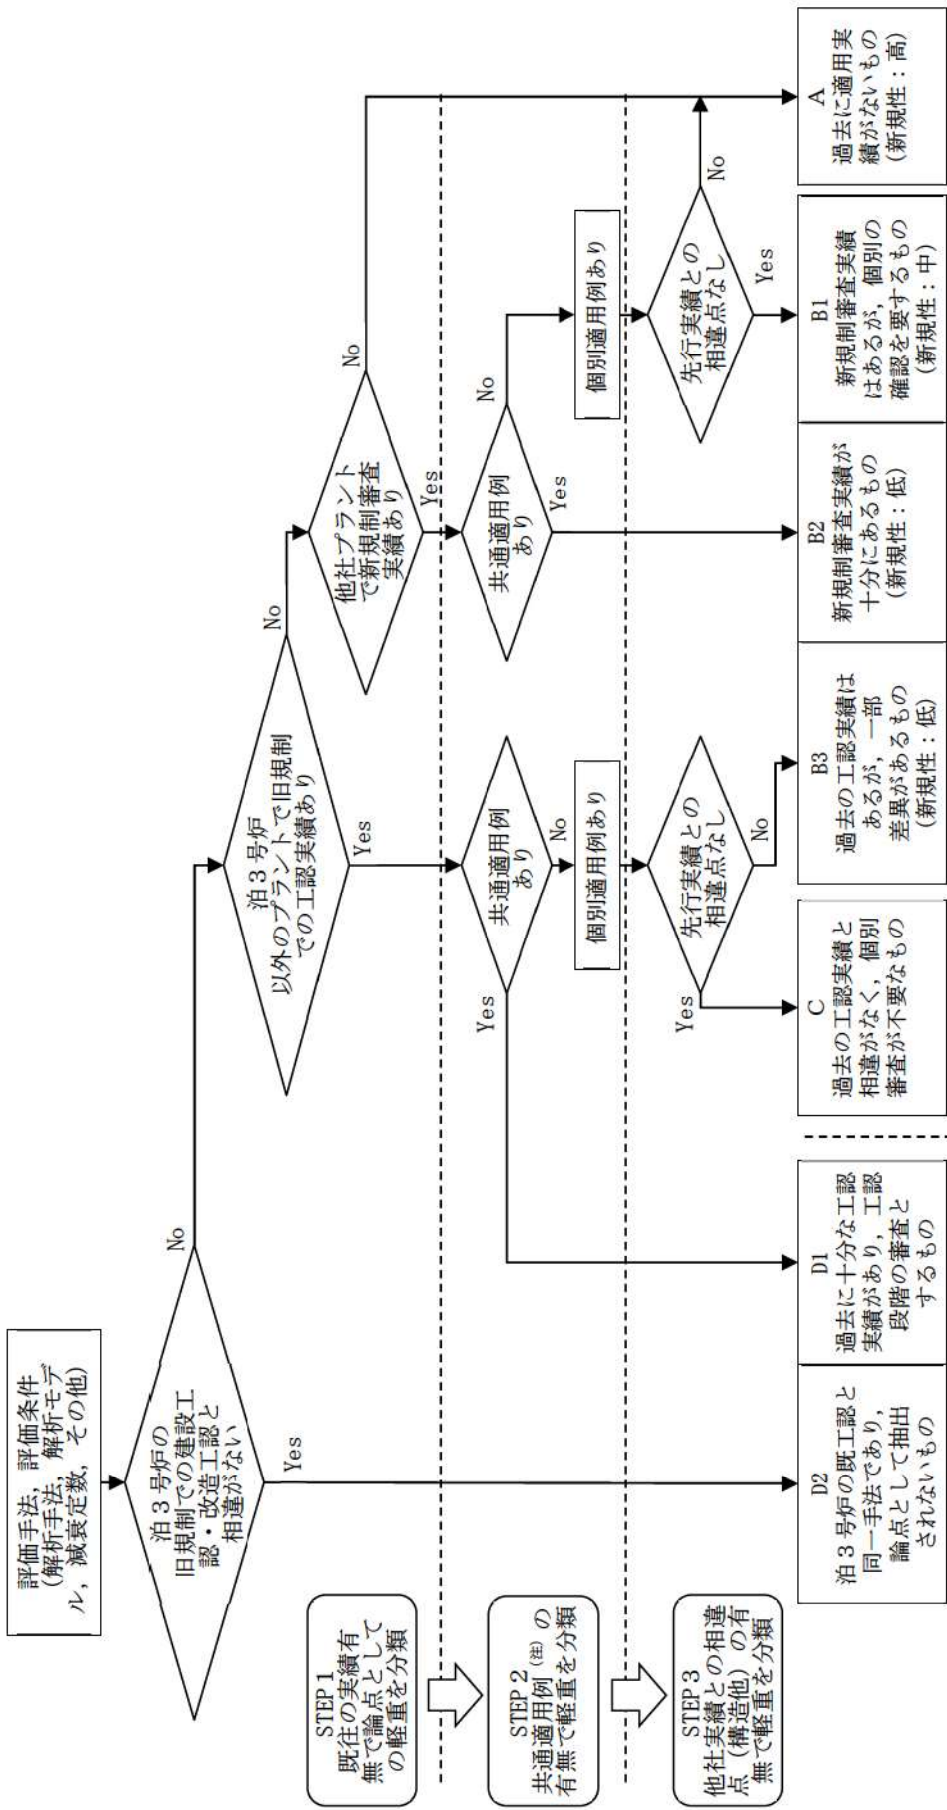 評価手法，評価条件
(解析手法，解析モデ
ル，減衰定数，その他)
泊３号炉の
旧規制での建設工
認・改造工認と
相違がない
No
Yes
泊３号炉
以外のプラントで旧規制
での工認実績あり
No
Yes
他社プラント
で新規制審査
実績あり
No
Yes
STEP１
既往の実績有
無で論点として
の軽重を分類
STEP２
共通適用例(注)の
有無で軽重を分類
共通適用例
あり
Yes
No
個別適用例あり
共通適用例
あり
Yes
No
個別適用例あり
STEP３
他社実績との相違
点（構造他）の有
無で軽重を分類
先行実績との
相違点なし
Yes
No
先行実績との
相違点なし
Yes
No
D2
泊３号炉の既工認と
同一手法であり，
論点として抽出
されないもの
D1
過去に十分な工認
実績があり，工認
段階の審査と
するもの
C
過去の工認実績と
相違がなく，個別
審査が不要なもの
B3
過去の工認実績は
あるが，一部
差異があるもの
(新規性：低)
B2
新規制審査実績が
十分にあるもの
(新規性：低)
B1
新規制審査実績
はあるが，個別の
確認を要するもの
(新規性：中)
A
過去に適用実
績がないもの
(新規性：高)